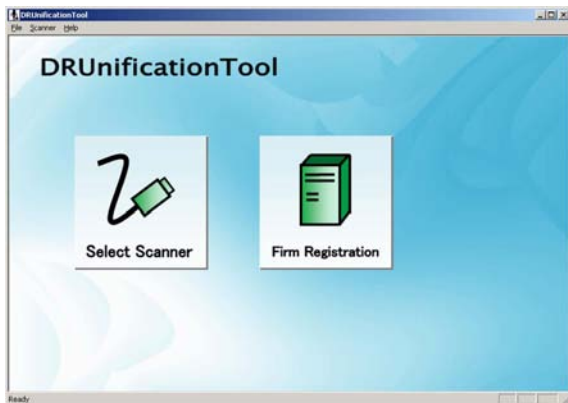 DRUnificationTool
File Scanner Help
DRUnificationTool
Select Scanner
Firm Registration
Ready